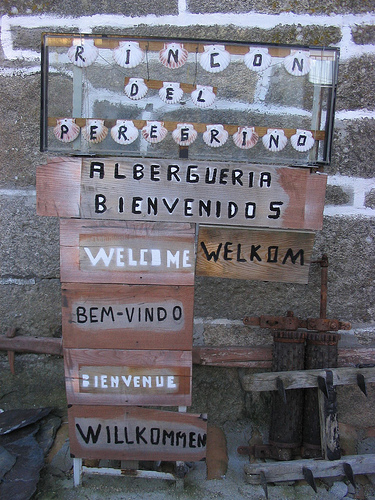 RINCON
DEL
PEREGRINO
ALBERGUERIA
BIENVENIDOS
WELCOME
WELKOM
BEM-VINDO
BIENVENUE
WILLKOMMEN